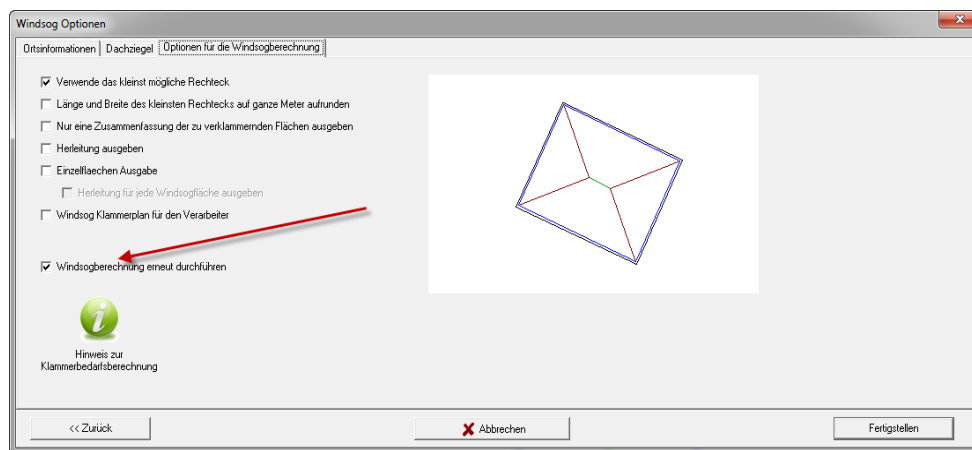 Windsog Optionen
Ortsinformationen
Dachziegel
Optionen für die Windsogberechnung
Verwende das kleinst mögliche Rechteck
Länge und Breite des kleinsten Rechtecks auf ganze Meter aufrunden
Nur eine Zusammenfassung der zu verklammernden Flächen ausgeben
Herleitung ausgeben
Einzelflaechen Ausgabe
Herleitung für jede Windsogfläche ausgeben
Windsog Klammerplan für den Verarbeiter
Windsogberechnung erneut durchführen
Hinweis zur
Klammerbedarfsberechnung
<< Zurück
Abbrechen
Fertigstellen